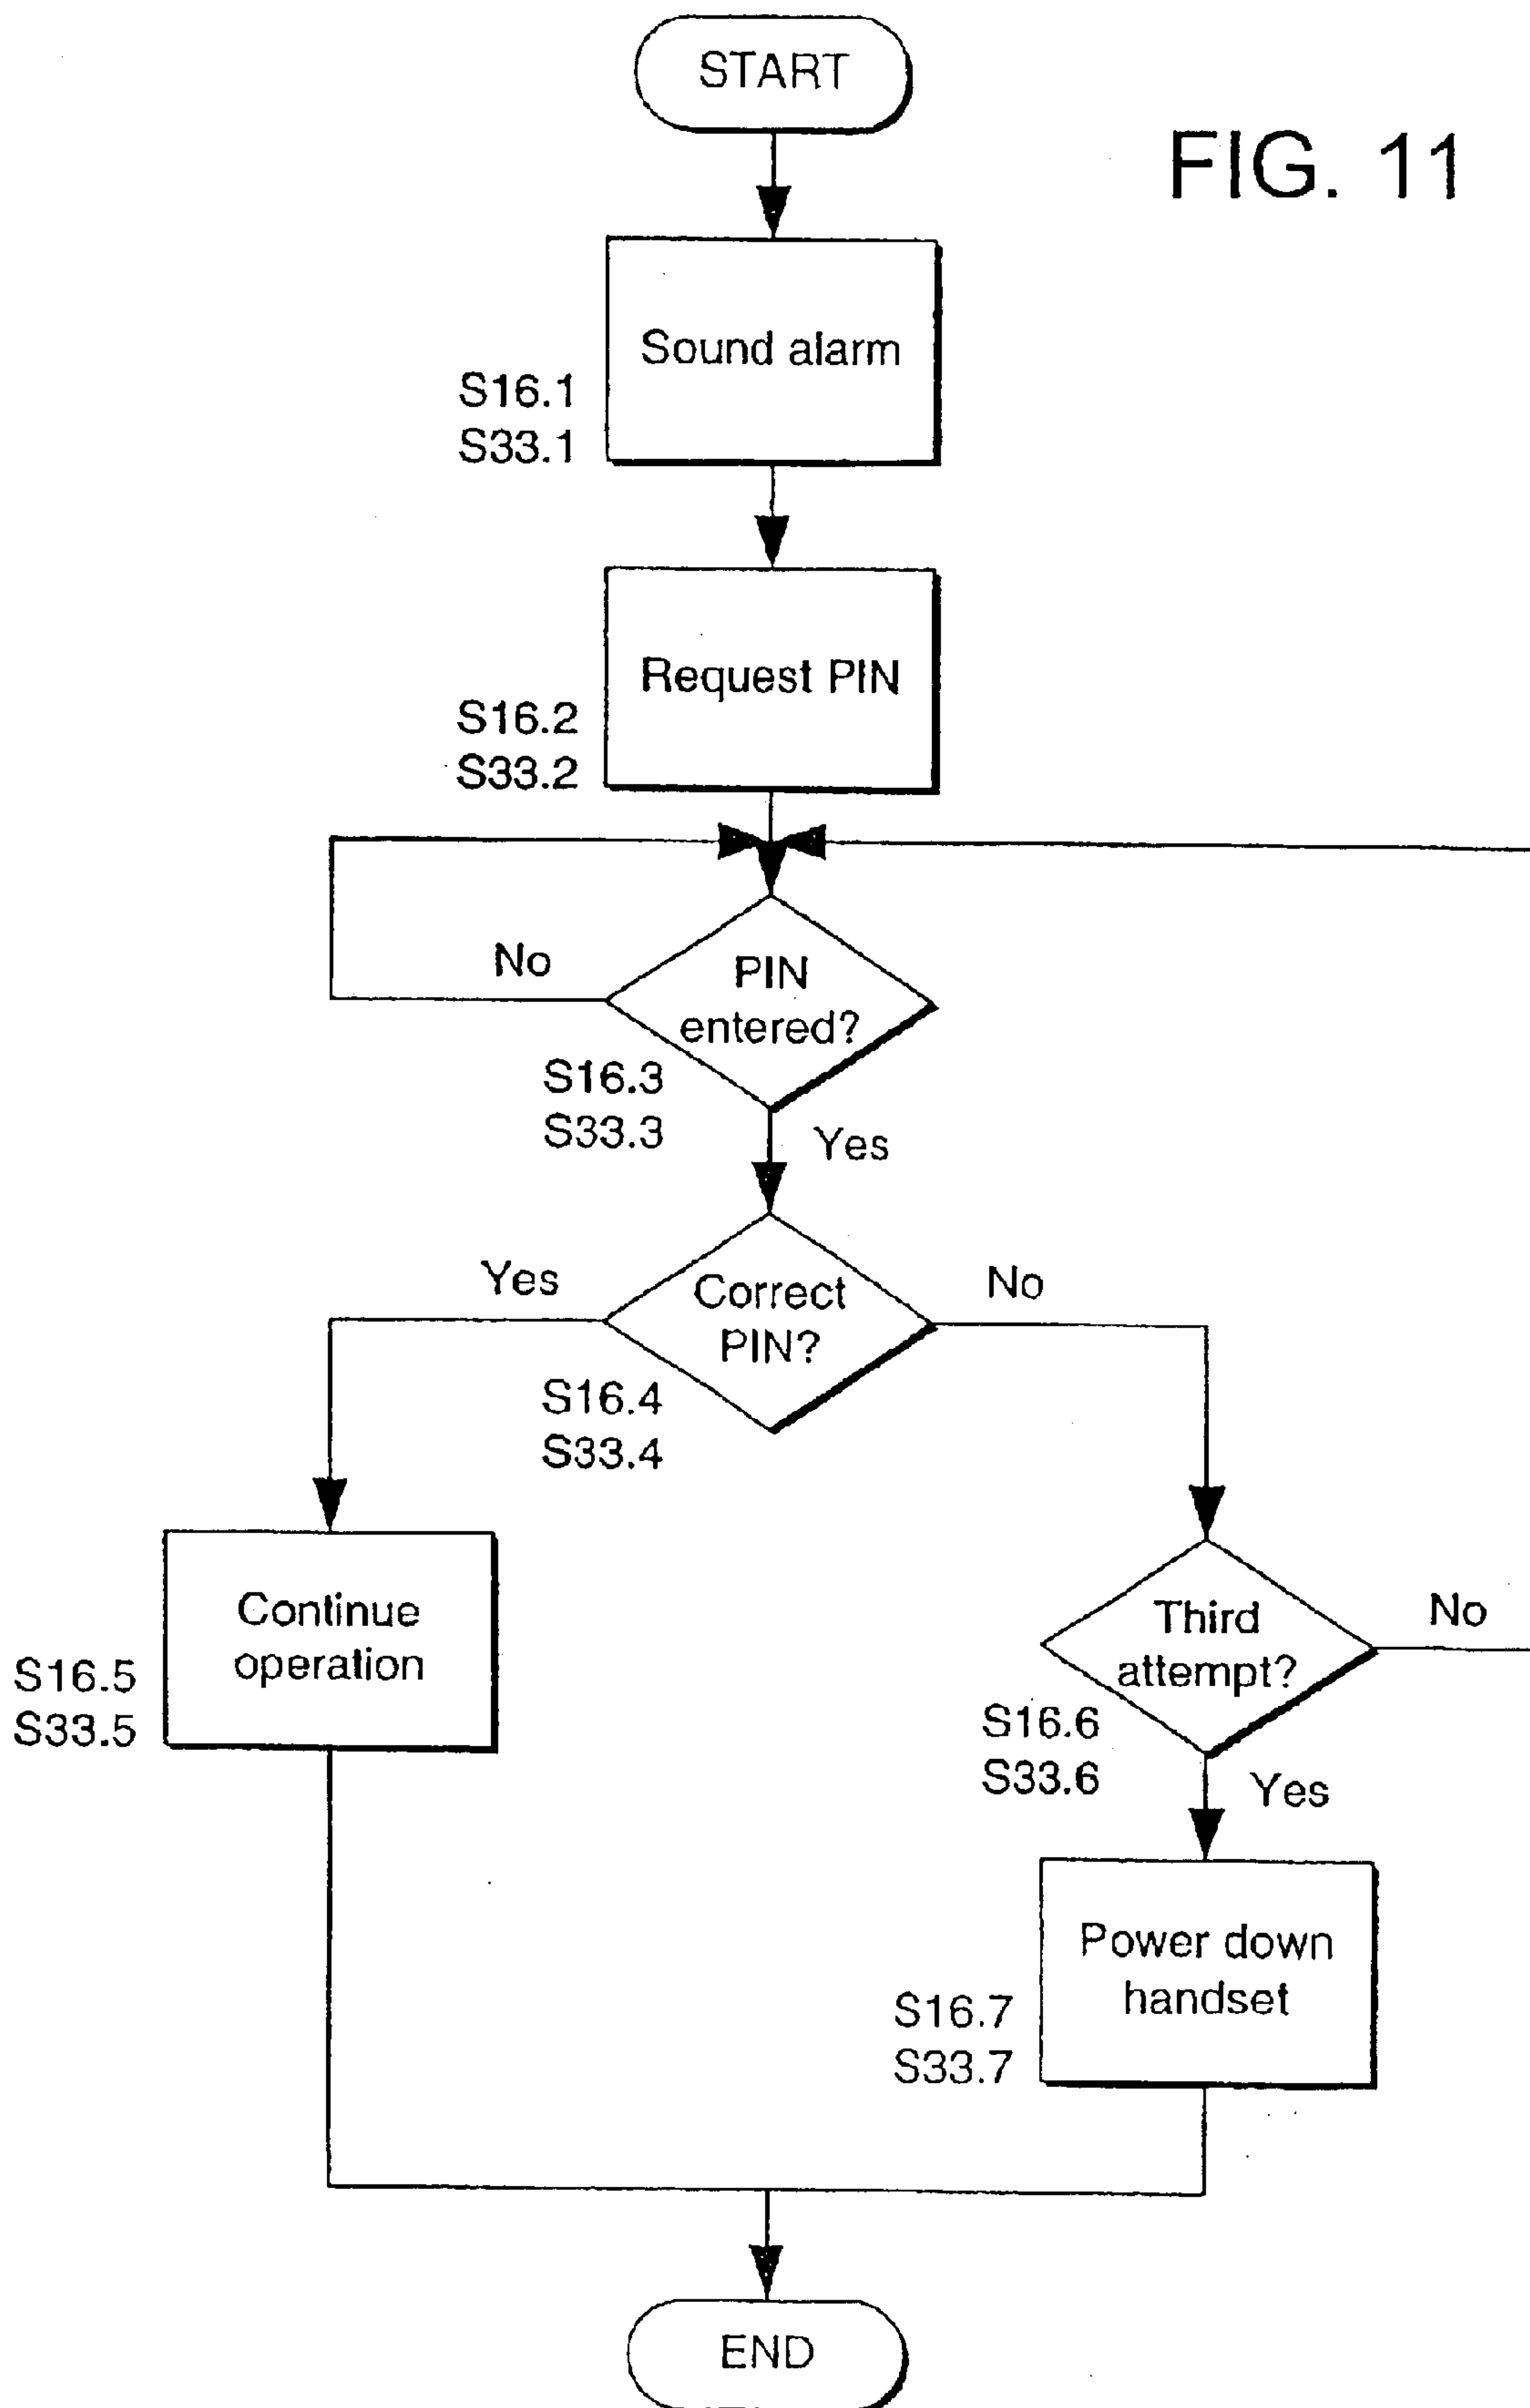 START
FIG. 11
Sound alarm
S16.1
S33.1
Request PIN
S16.2
S33.2
No
PIN
entered?
S16.3
S33.3
Yes
Yes
Correct
PIN?
No
S16.4
S33.4
Continue
operation
S16.5
S33.5
Third
attempt?
No
S16.6
S33.6
Yes
Power down
handset
S16.7
S33.7
END